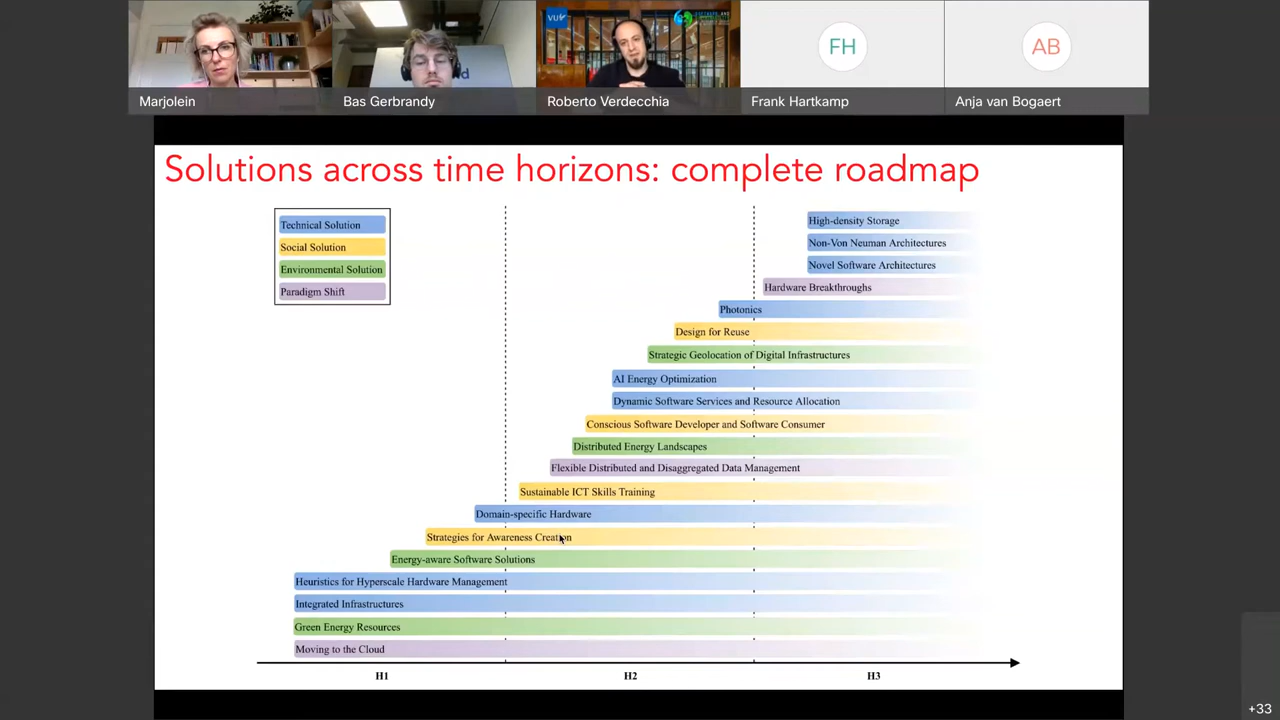 VU
Marjolein
Bas Gerbrandy
Roberto Verdecchia
FH
Frank Hartkamp
AB
Anja van Bogaert
Solutions across time horizons: complete roadmap
Technical Solution
Social Solution
Environmental Solution
Paradigm Shift
High-density Storage
Non-Von Neuman Architectures
Novel Software Architectures
Hardware Breakthroughs
Photonics
Design for Reuse
Strategic Geolocation of Digital Infrastructures
AI Energy Optimization
Dynamic Software Services and Resource Allocation
Conscious Software Developer and Software Consumer
Distributed Energy Landscapes
Flexible Distributed and Disaggregated Data Management
Sustainable ICT Skills Training
Domain-specific Hardware
Strategies for Awareness Creation
Energy-aware Software Solutions
Heuristics for Hyperscale Hardware Management
Integrated Infrastructures
Green Energy Resources
Moving to the Cloud
H1
H2
H3
+33